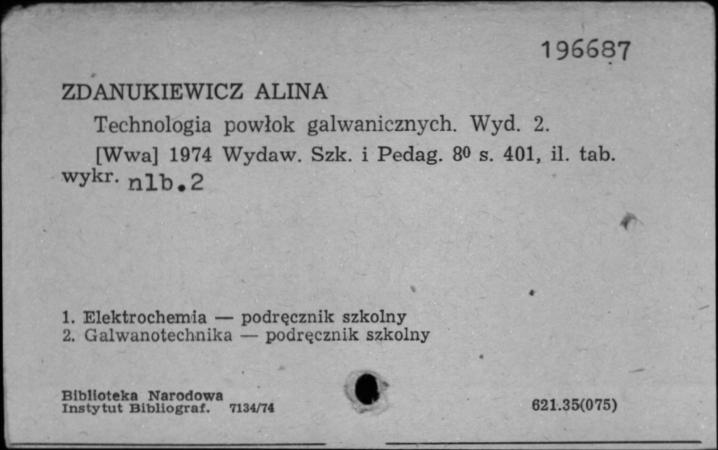 196687
ZDANUKIEWICZ ALINA
Technologia powłok galwanicznych. Wyd. 2.
[Wwa] 1974 Wydaw. Szk. i Pedag. 8⁰ s. 401, il. tab.
wykr. nlb.2
1. Elektrochemia — podręcznik szkolny
2. Galwanotechnika — podręcznik szkolny
Biblioteka Narodowa
Instytut Bibliograf. 7134/74
621.35(075)